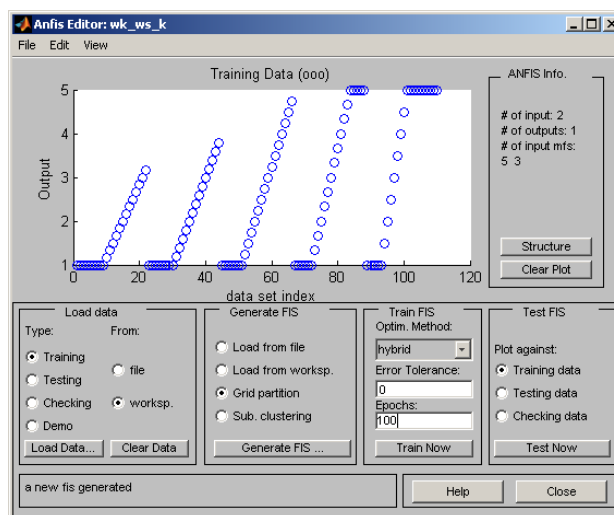 Anfis Editor: wk_ws_k
File Edit View
Training Data (ooo)
5
4
3
2
1
Output
0 20 40 60 80 100 120
data set index
ANFIS Info.
# of input: 2
# of outputs: 1
# of input mfs:
5 3
Structure
Clear Plot
Load data
Type: From:
Training
Testing
Checking
Demo
file
worksp.
Load Data... Clear Data
Generate FIS
Load from file
Load from worksp.
Grid partition
Sub. clustering
Generate FIS ...
Train FIS
Optim. Method:
hybrid
Error Tolerance:
0
Epochs:
100
Train Now
Test FIS
Plot against:
Training data
Testing data
Checking data
Test Now
a new fis generated
Help Close